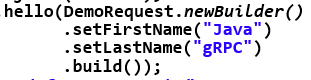 .hello(DemoRequest.newBuilder()
.setFirstName("Java")
.setLastName("gRPC")
.build());